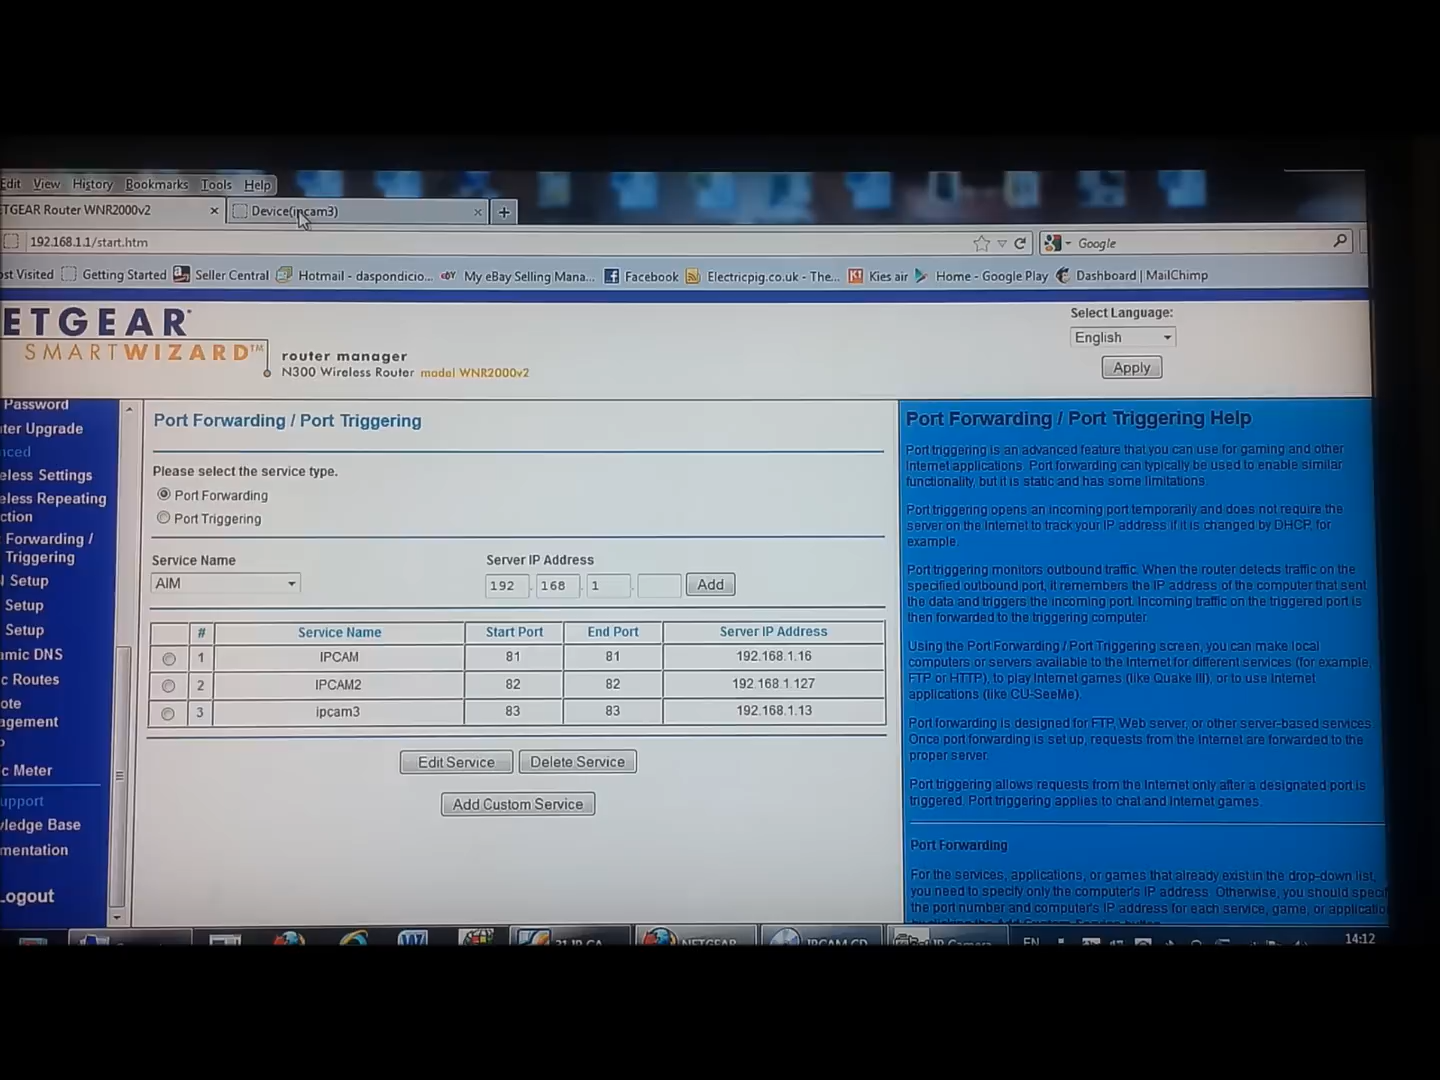 Edit View History Bookmarks Tools Help
ETGEAR Router WNR2000v2 × Device(ipcam3) × +
192.168.1.1/start.htm Google
ost Visited Getting Started Seller Central Hotmail - daspondicio... My eBay Selling Mana... Facebook Electricpig.co.uk - The... Kies air Home - Google Play Dashboard | MailChimp
ETGEAR
SMARTWIZARD™ router manager
N300 Wireless Router model WNR2000v2
Select Language:
English
Apply
Password
ter Upgrade
nced
eless Settings
eless Repeating
ction
Forwarding /
Triggering
N Setup
Setup
Setup
amic DNS
c Routes
ote
agement
c Meter
upport
vledge Base
mentation
Logout
Port Forwarding / Port Triggering
Please select the service type.
Port Forwarding
Port Triggering
Service Name Server IP Address
AIM 192 . 168 . 1 . Add
# Service Name Start Port End Port Server IP Address
1 IPCAM 81 81 192.168.1.16
2 IPCAM2 82 82 192.168.1.127
3 ipcam3 83 83 192.168.1.13
Edit Service Delete Service
Add Custom Service
Port Forwarding / Port Triggering Help
Port triggering is an advanced feature that you can use for gaming and other
Internet applications. Port forwarding can typically be used to enable similar
functionality, but it is static and has some limitations.
Port triggering opens an incoming port temporarily and does not require the
server on the Internet to track your IP address if it is changed by DHCP, for
example.
Port triggering monitors outbound traffic. When the router detects traffic on the
specified outbound port, it remembers the IP address of the computer that sent
the data and triggers the incoming port. Incoming traffic on the triggered port is
then forwarded to the triggering computer.
Using the Port Forwarding / Port Triggering screen, you can make local
computers or servers available to the Internet for different services (for example,
FTP or HTTP), to play Internet games (like Quake III), or to use Internet
applications (like CU-SeeMe).
Port forwarding is designed for FTP, Web server, or other server-based services.
Once port forwarding is set up, requests from the Internet are forwarded to the
proper server.
Port triggering allows requests from the Internet only after a designated port is
triggered. Port triggering applies to chat and Internet games.
Port Forwarding
For the services, applications, or games that already exist in the drop-down list,
you need to specify only the computer's IP address. Otherwise, you should specif
the port number and computer's IP address for each service, game, or applicatio
NETGEAR IPCAM CD IP Camera EN 14:12